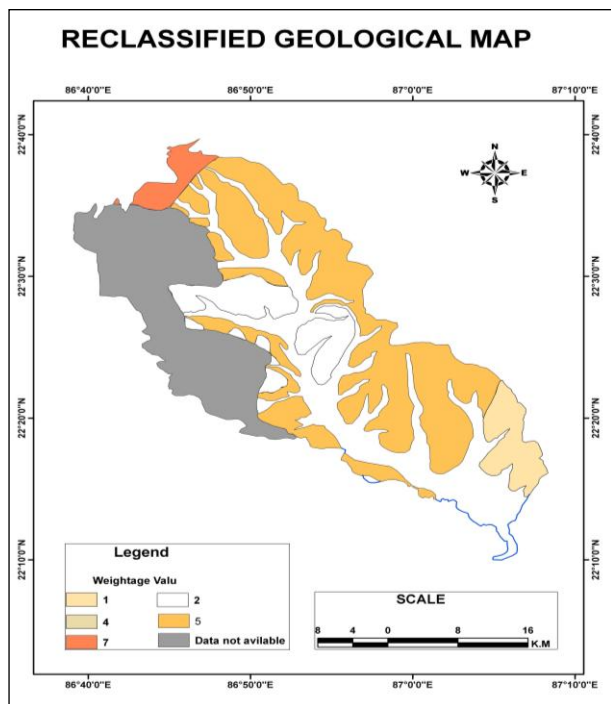 RECLASSIFIED GEOLOGICAL MAP
86°40'0"E 86°50'0"E 87°0'0"E 87°10'0"E
22°40'0"N 22°40'0"N
N
W E
S
22°30'0"N 22°30'0"N
22°20'0"N 22°20'0"N
22°10'0"N 22°10'0"N
Legend
Weightage Valu
1 2
4 5
7 Data not avilable
SCALE
8 4 0 8 16
K.M
86°40'0"E 86°50'0"E 87°0'0"E 87°10'0"E